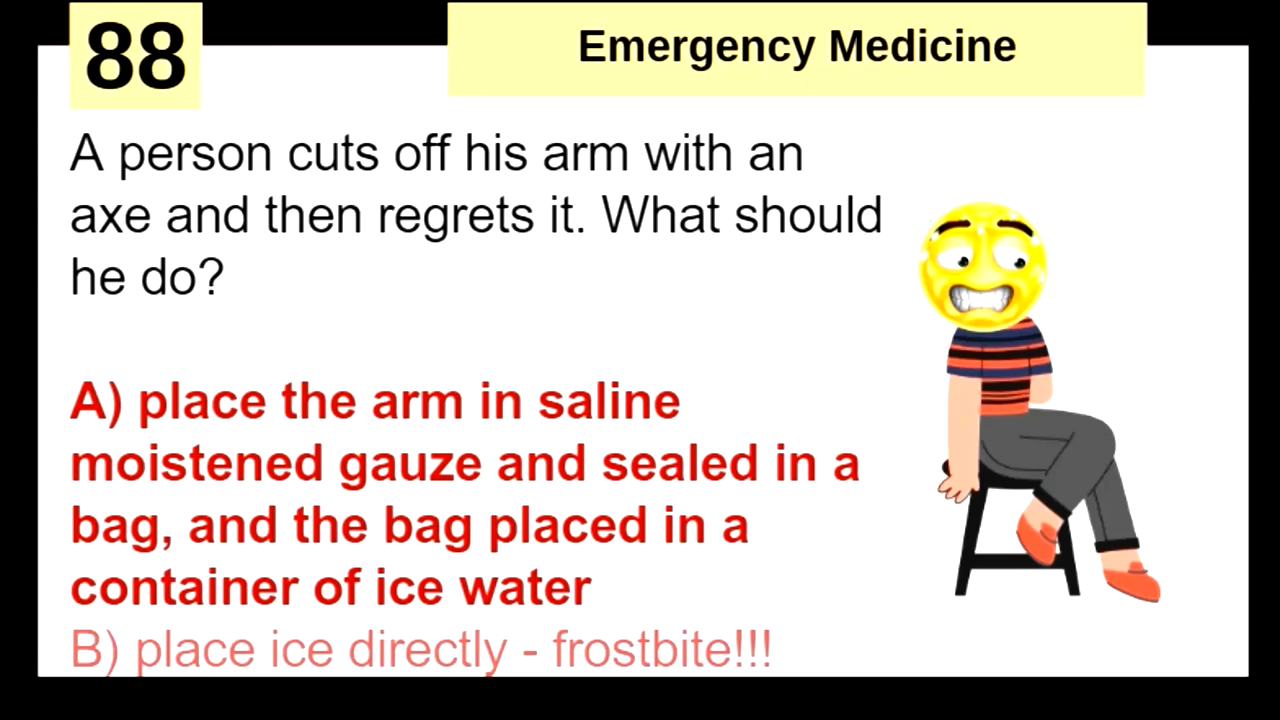 88
Emergency Medicine
A person cuts off his arm with an
axe and then regrets it. What should
he do?
A) place the arm in saline
moistened gauze and sealed in a
bag, and the bag placed in a
container of ice water
B) place ice directly - frostbite!!!